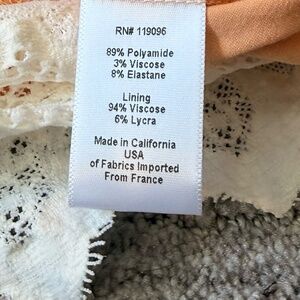 RN# 119096
89% Polyamide
3% Viscose
8% Elastane
Lining
94% Viscose
6% Lycra
Made in California
USA
of Fabrics Imported
From France